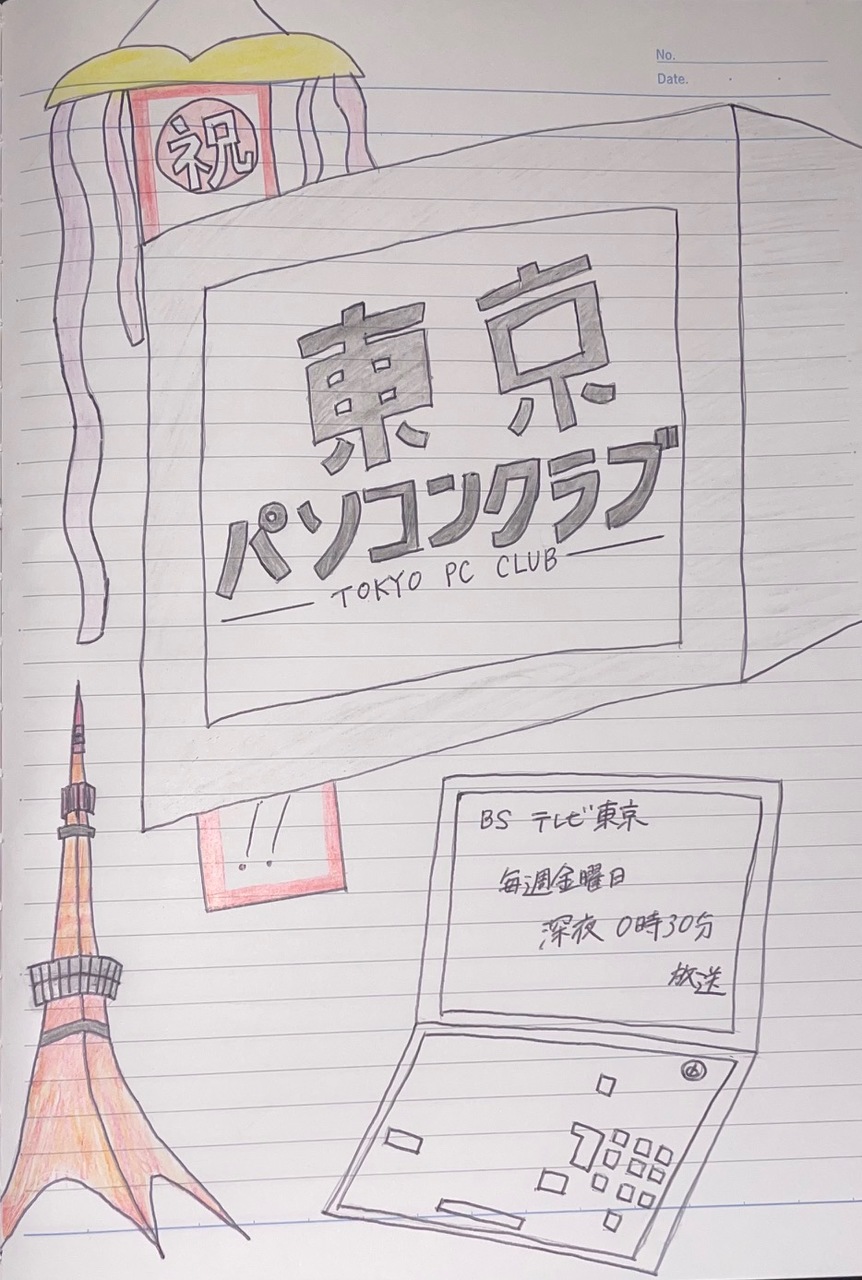 No.
Date.
祝
東京
パソコンクラブ
TOKYO PC CLUB
!!
BS テレビ東京
毎週金曜日
深夜 0時30分
放送